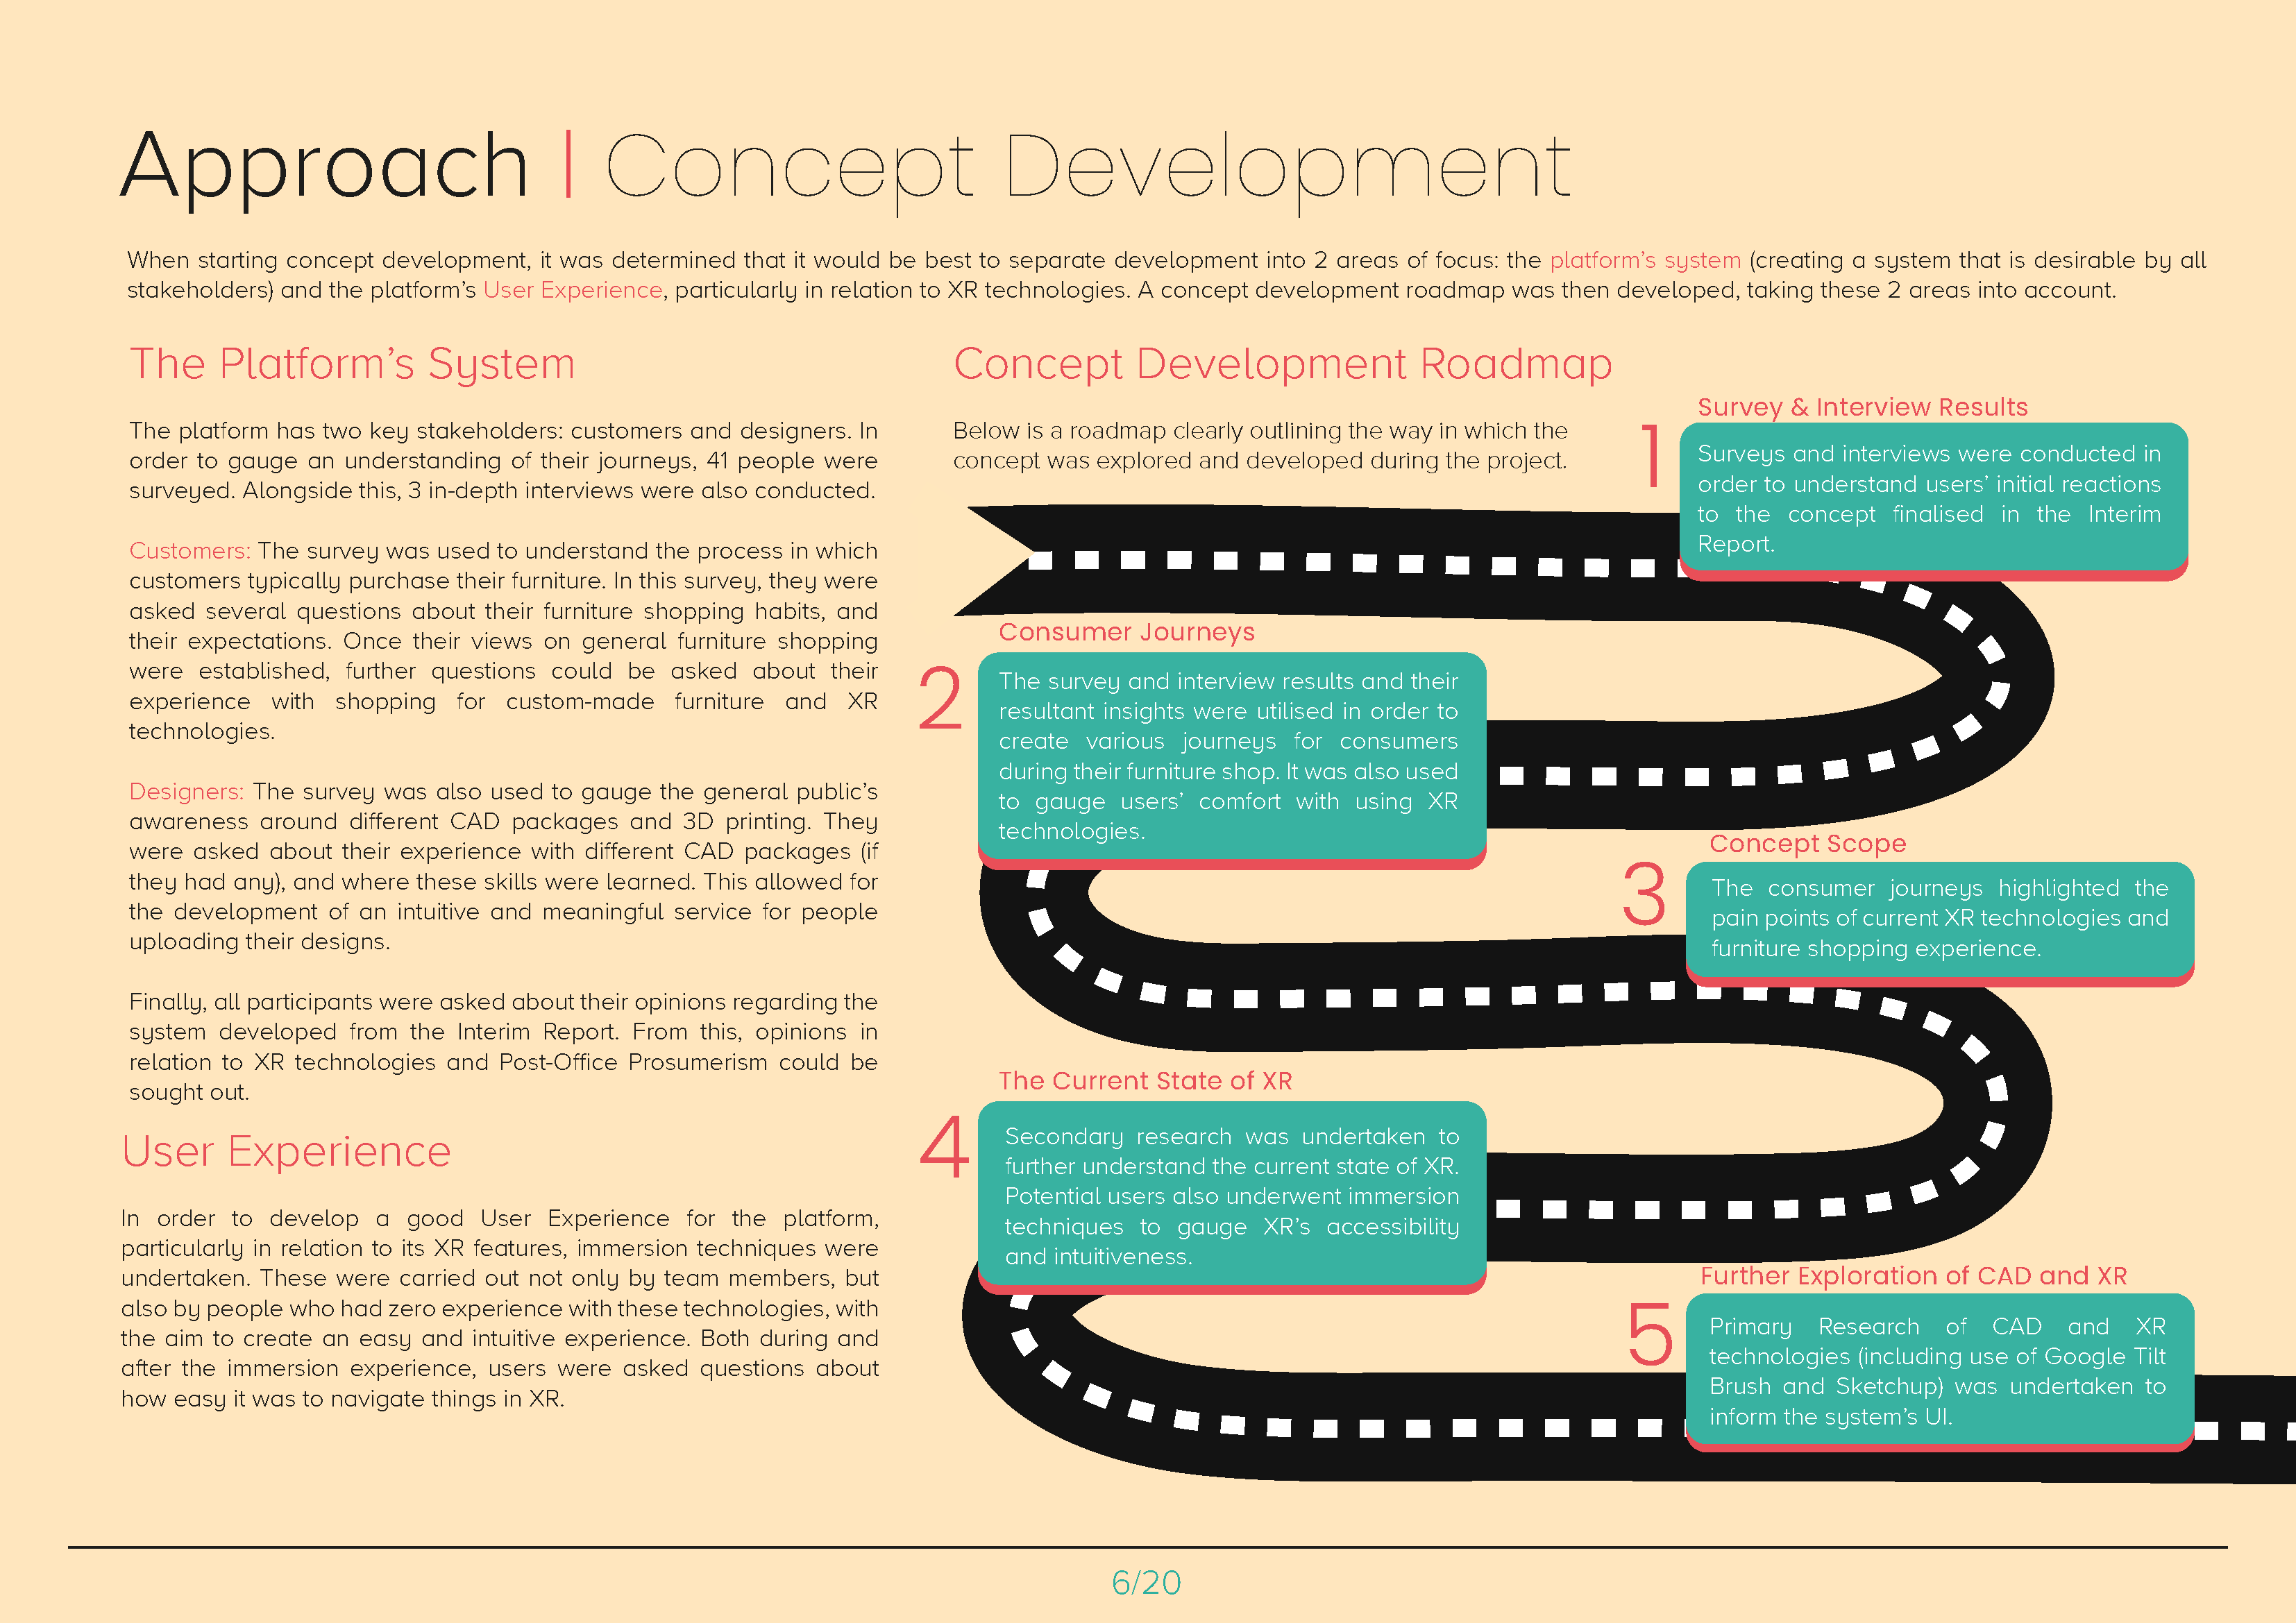 Approach | Concept Development
When starting concept development, it was determined that it would be best to separate development into 2 areas of focus: the platform's system (creating a system that is desirable by all
stakeholders) and the platform's User Experience, particularly in relation to XR technologies. A concept development roadmap was then developed, taking these 2 areas into account.
The Platform's System
The platform has two key stakeholders: customers and designers. In
order to gauge an understanding of their journeys, 41 people were
surveyed. Alongside this, 3 in-depth interviews were also conducted.
Customers: The survey was used to understand the process in which
customers typically purchase their furniture. In this survey, they were
asked several questions about their furniture shopping habits, and
their expectations. Once their views on general furniture shopping
were established, further questions could be asked about their
experience with shopping for custom-made furniture and XR
technologies.
Designers: The survey was also used to gauge the general public's
awareness around different CAD packages and 3D printing. They
were asked about their experience with different CAD packages (if
they had any), and where these skills were learned. This allowed for
the development of an intuitive and meaningful service for people
uploading their designs.
Finally, all participants were asked about their opinions regarding the
system developed from the Interim Report. From this, opinions in
relation to XR technologies and Post-Office Prosumerism could be
sought out.
User Experience
In order to develop a good User Experience for the platform,
particularly in relation to its XR features, immersion techniques were
undertaken. These were carried out not only by team members, but
also by people who had zero experience with these technologies, with
the aim to create an easy and intuitive experience. Both during and
after the immersion experience, users were asked questions about
how easy it was to navigate things in XR.
Concept Development Roadmap
Below is a roadmap clearly outlining the way in which the
concept was explored and developed during the project.
1
Survey & Interview Results
Surveys and interviews were conducted in
order to understand users' initial reactions
to the concept finalised in the Interim
Report.
2
Consumer Journeys
The survey and interview results and their
resultant insights were utilised in order to
create various journeys for consumers
during their furniture shop. It was also used
to gauge users' comfort with using XR
technologies.
3
Concept Scope
The consumer journeys highlighted the
pain points of current XR technologies and
furniture shopping experience.
4
The Current State of XR
Secondary research was undertaken to
further understand the current state of XR.
Potential users also underwent immersion
techniques to gauge XR's accessibility
and intuitiveness.
5
Further Exploration of CAD and XR
Primary Research of CAD and XR
technologies (including use of Google Tilt
Brush and Sketchup) was undertaken to
inform the system's UI.
6/20